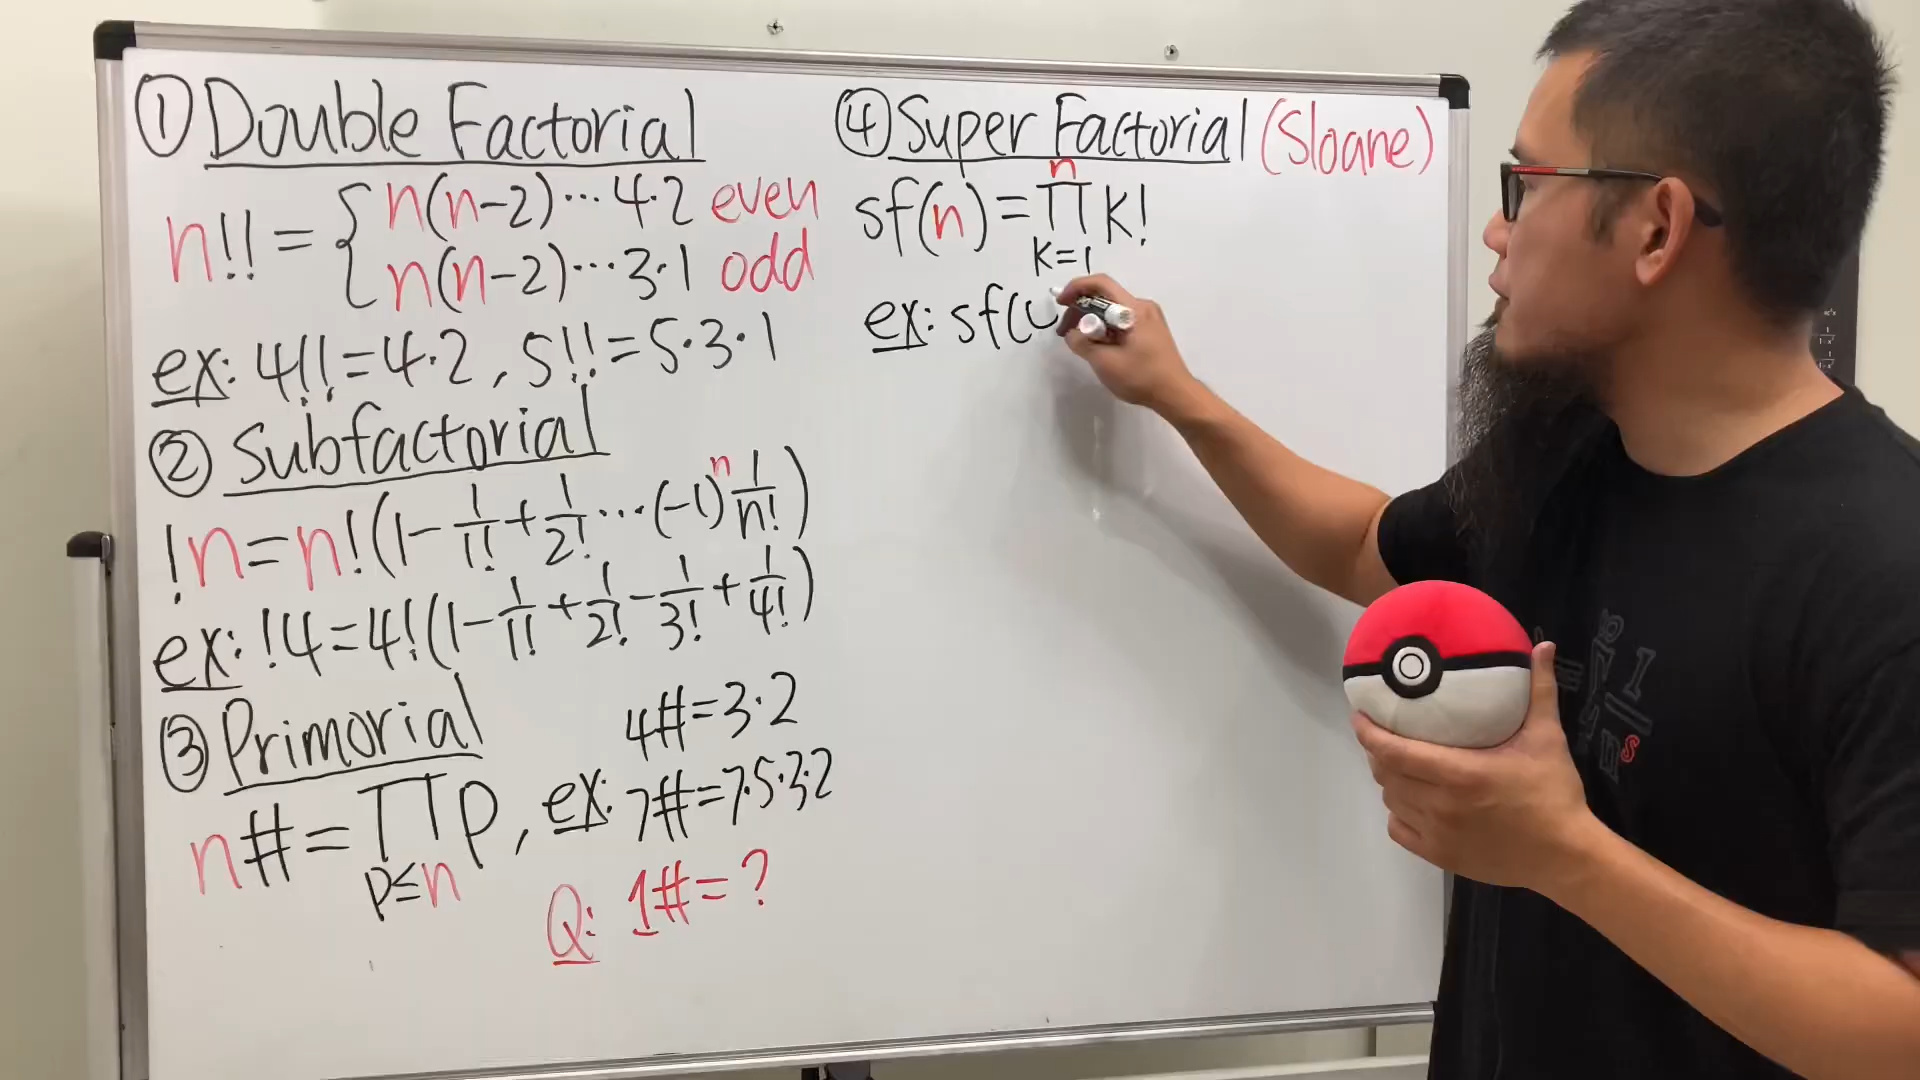 ① Double Factorial
n!! = { n(n-2)⋯4·2 even
n(n-2)⋯3·1 odd
ex: 4!! = 4·2, 5!! = 5·3·1
② Subfactorial
!n = n!(1 - 1/1! + 1/2! ⋯ (-1)^n 1/n!)
ex: !4 = 4!(1 - 1/1! + 1/2! - 1/3! + 1/4!)
③ Primorial
n# = ∏ p, ex: 4# = 3·2
p≤n
7# = 7·5·3·2
Q: 1# = ?
④ Super Factorial (Sloane)
n
sf(n) = ∏ k!
k=1
ex: sf(